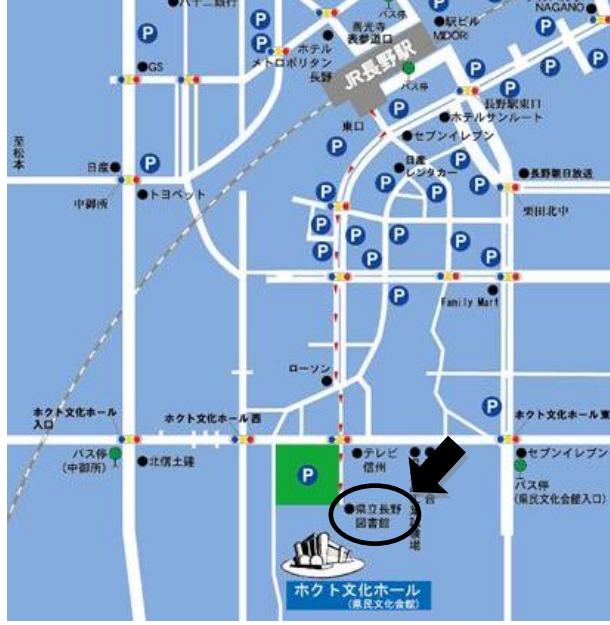 八十二銀行
善光寺
表参道口
バス停
駅ビル
MIDORI
NAGANO
GS
ホテル
メトロポリタン
長野
JR長野駅
バス停
長野駅東口
ホテルサンルート
東口
セブンイレブン
至松本
日産
日産
レンタカー
長野朝日放送
中御所
トヨペット
栗田北中
Family Mart
ローソン
ホクト文化ホール
入口
ホクト文化ホール西
ホクト文化ホール東
バス停
(中御所)
北信土建
P
テレビ
信州
セブンイレブン
バス停
(県民文化会館入口)
県立長野
図書館
ホクト文化ホール
(県民文化会館)